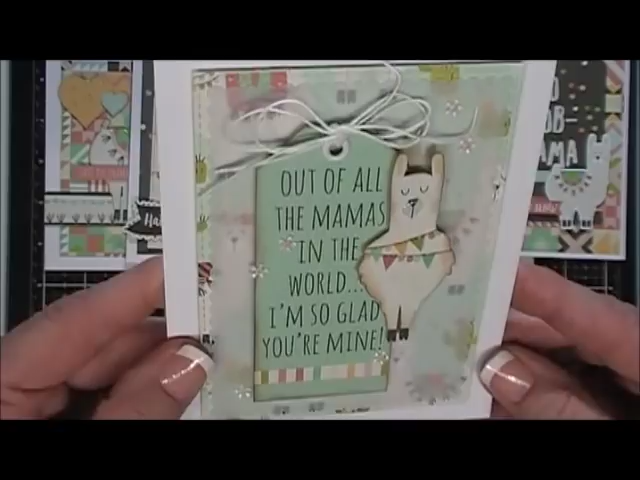 OUT OF ALL
THE MAMAS
IN THE
WORLD...
I'M SO GLAD
YOU'RE MINE!